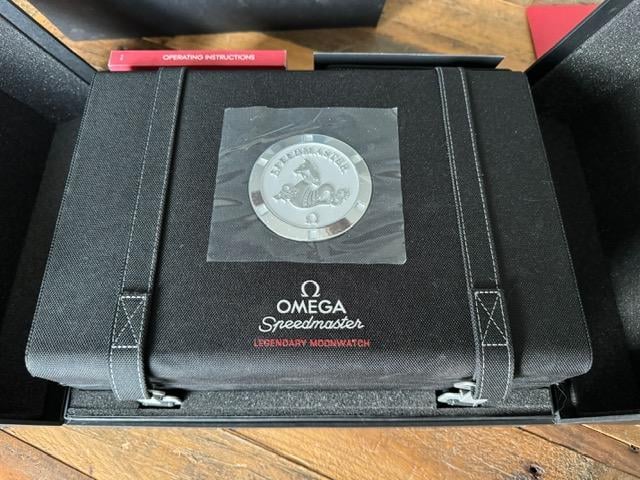 OPERATING INSTRUCTIONS
SPEEDMASTER
Ω
Ω
OMEGA
Speedmaster
LEGENDARY MOONWATCH